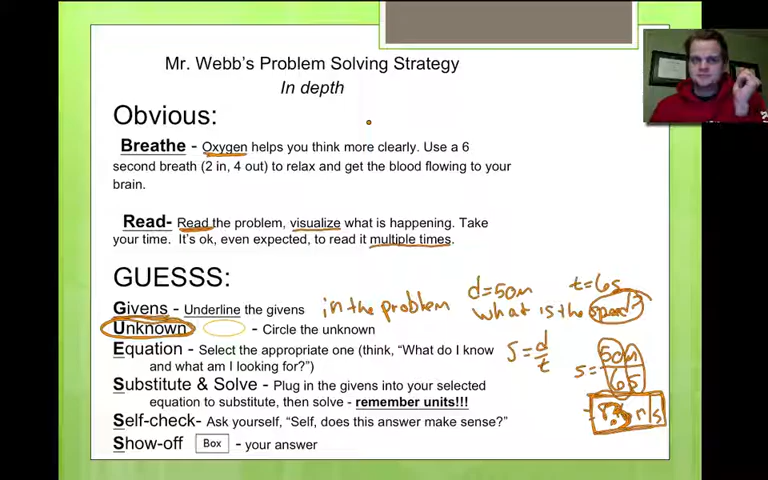 Mr. Webb's Problem Solving Strategy
In depth
Obvious:
Breathe - Oxygen helps you think more clearly. Use a 6
second breath (2 in, 4 out) to relax and get the blood flowing to your
brain.
Read- Read the problem, visualize what is happening. Take
your time. It's ok, even expected, to read it multiple times.
GUESSS:
d=50m t=6s
Givens - Underline the givens in the problem what is the speed?
Unknown - Circle the unknown
Equation - Select the appropriate one (think, "What do I know
and what am I looking for?")
S=d/t
s=50m/6s
Substitute & Solve - Plug in the givens into your selected
equation to substitute, then solve - remember units!!!
Self-check- Ask yourself, "Self, does this answer make sense?"
Show-off Box - your answer